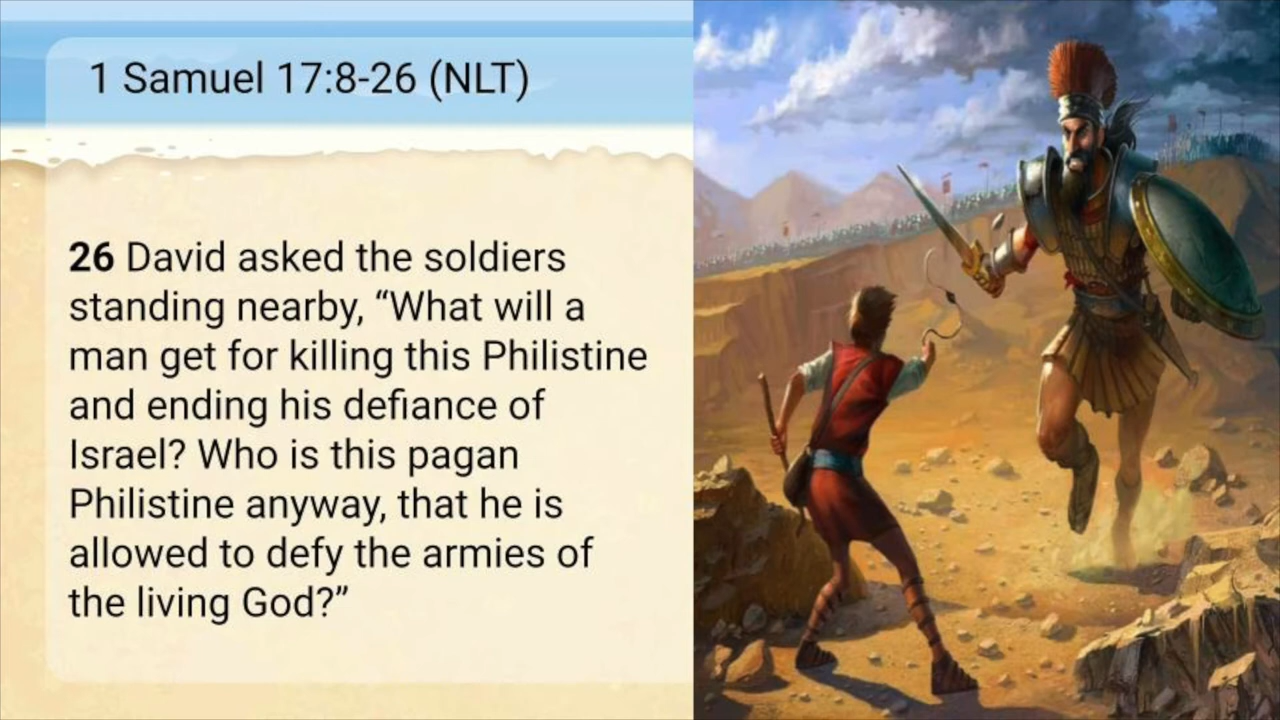 1 Samuel 17:8-26 (NLT)
26 David asked the soldiers
standing nearby, “What will a
man get for killing this Philistine
and ending his defiance of
Israel? Who is this pagan
Philistine anyway, that he is
allowed to defy the armies of
the living God?”